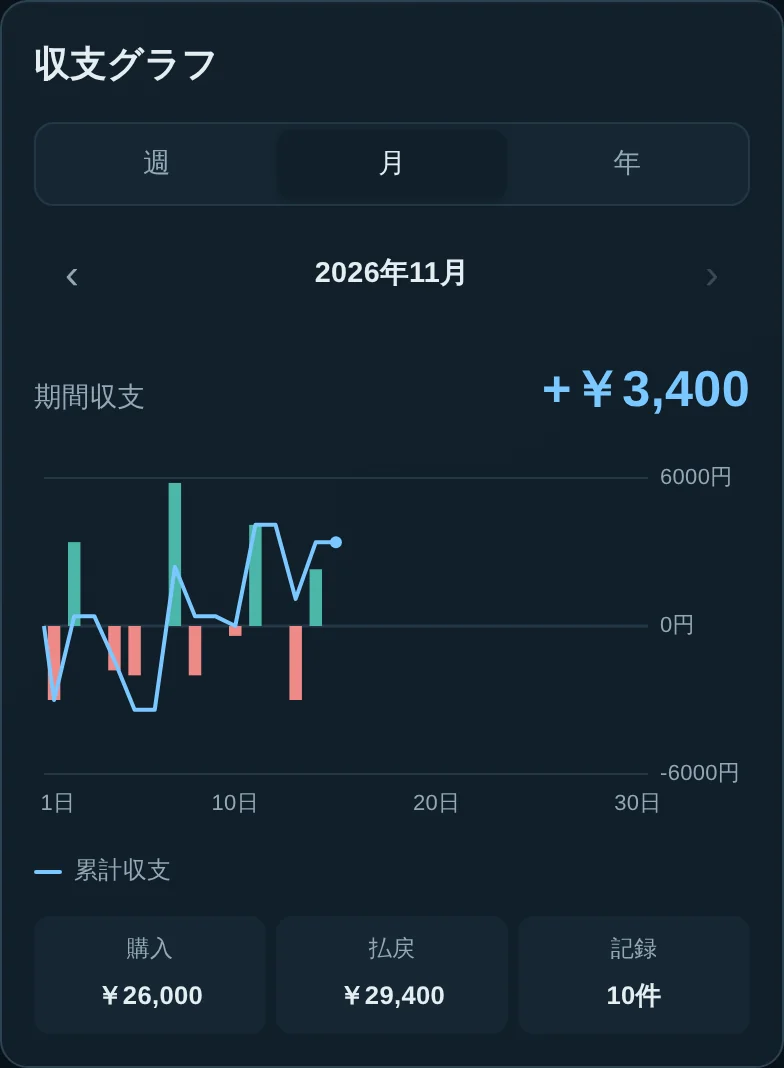 収支グラフ
週 月 年
‹ 2026年11月 ›
期間収支 +￥3,400
6000円
0円
-6000円
1日 10日 20日 30日
累計収支
購入 払戻 記録
￥26,000 ￥29,400 10件